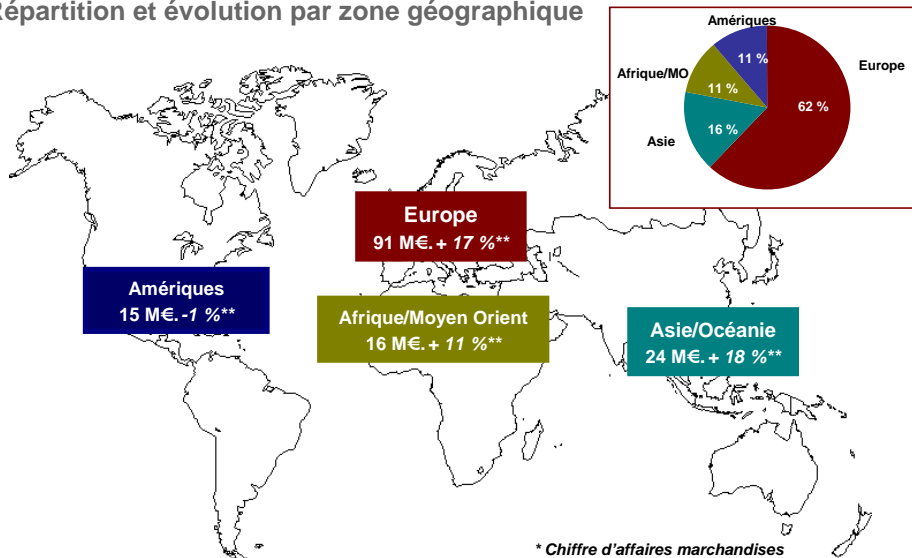 Répartition et évolution par zone géographique
Amériques
11 %
Europe
Afrique/MO
11 %
62 %
16 %
Asie
Europe
91 M€.+ 17 %**
Amériques
15 M€.-1 %**
Afrique/Moyen Orient
16 M€.+ 11 %**
Asie/Océanie
24 M€.+ 18 %**
* Chiffre d'affaires marchandises